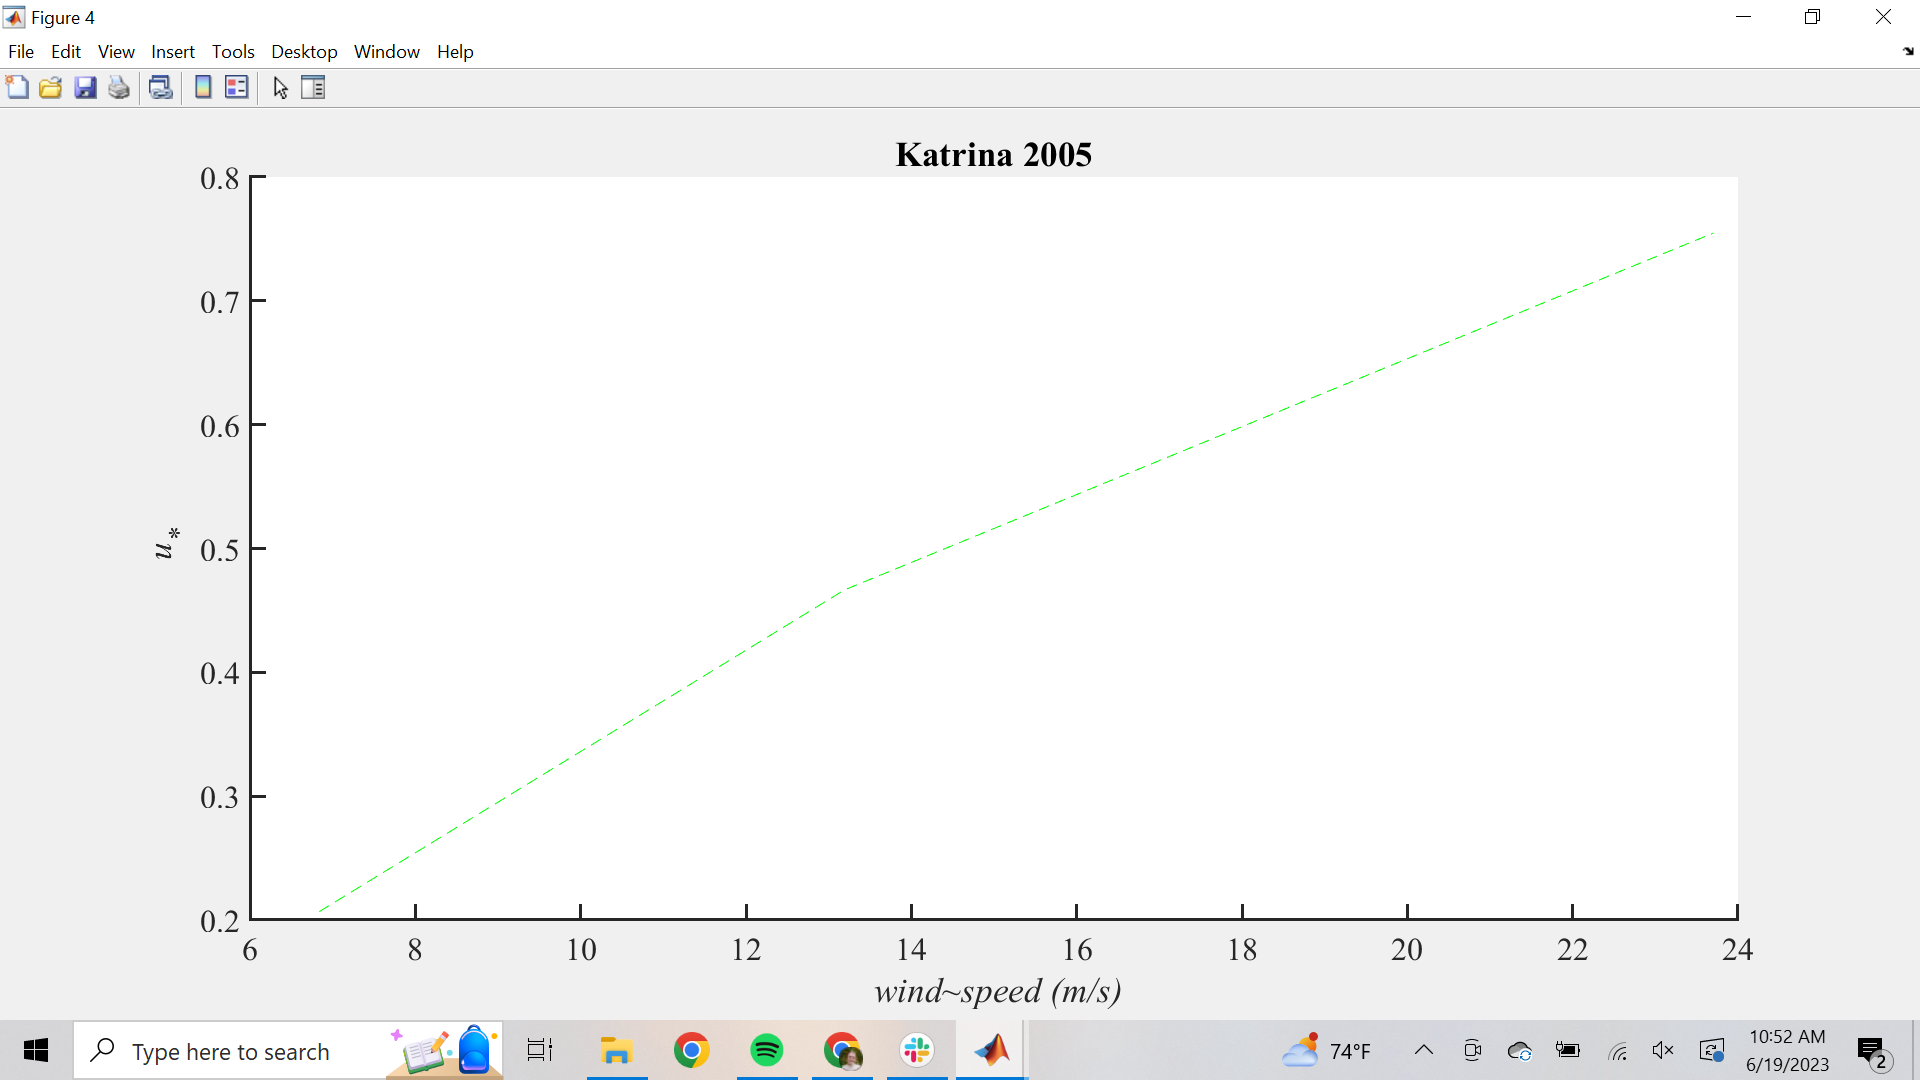 Figure 4
File Edit View Insert Tools Desktop Window Help
Katrina 2005
0.8
0.7
0.6
0.5
0.4
0.3
0.2
u*
6 8 10 12 14 16 18 20 22 24
wind~speed (m/s)
Type here to search
74°F
10:52 AM
6/19/2023
2